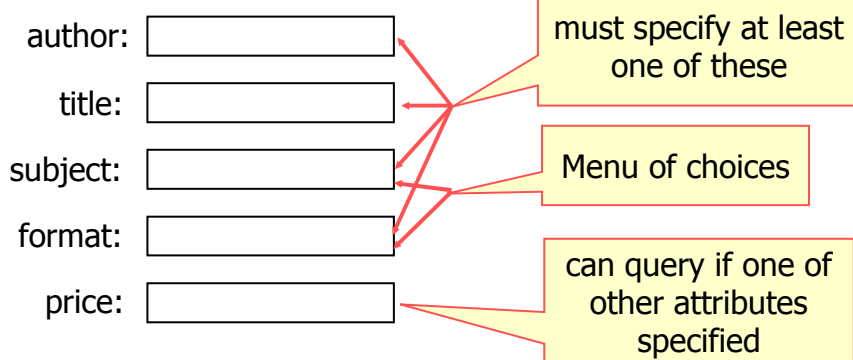 author:
must specify at least
one of these
title:
subject:
Menu of choices
format:
price:
can query if one of
other attributes
specified